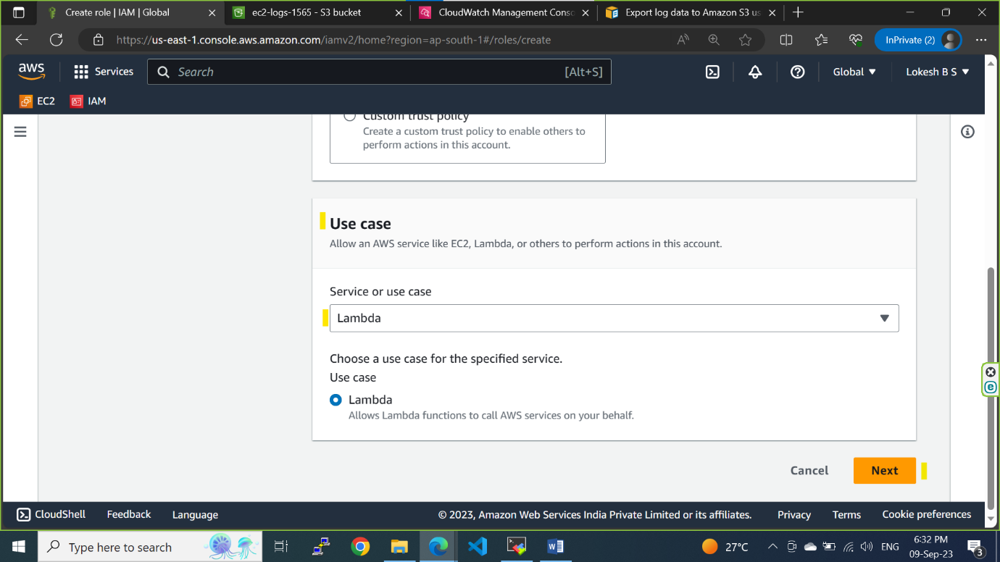 Create role | IAM | Global
ec2-logs-1565 - S3 bucket
CloudWatch Management Consc
Export log data to Amazon S3 us
https://us-east-1.console.aws.amazon.com/iamv2/home?region=ap-south-1#/roles/create
InPrivate (2)
aws
Services
Search
[Alt+S]
Global
Lokesh B S
EC2
IAM
Custom trust policy
Create a custom trust policy to enable others to
perform actions in this account.
Use case
Allow an AWS service like EC2, Lambda, or others to perform actions in this account.
Service or use case
Lambda
Choose a use case for the specified service.
Use case
Lambda
Allows Lambda functions to call AWS services on your behalf.
Cancel
Next
CloudShell
Feedback
Language
© 2023, Amazon Web Services India Private Limited or its affiliates.
Privacy
Terms
Cookie preferences
Type here to search
27°C
ENG
6:32 PM
09-Sep-23
3